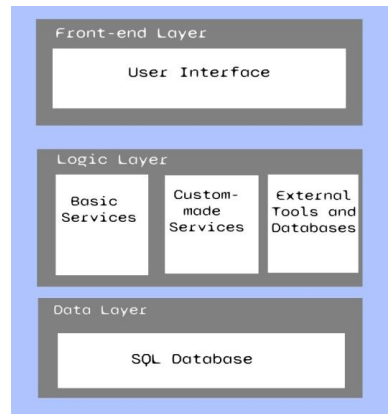 Front-end Layer
User Interface
Logic Layer
Basic
Services
Custom-
made
Services
External
Tools and
Databases
Data Layer
SQL Database